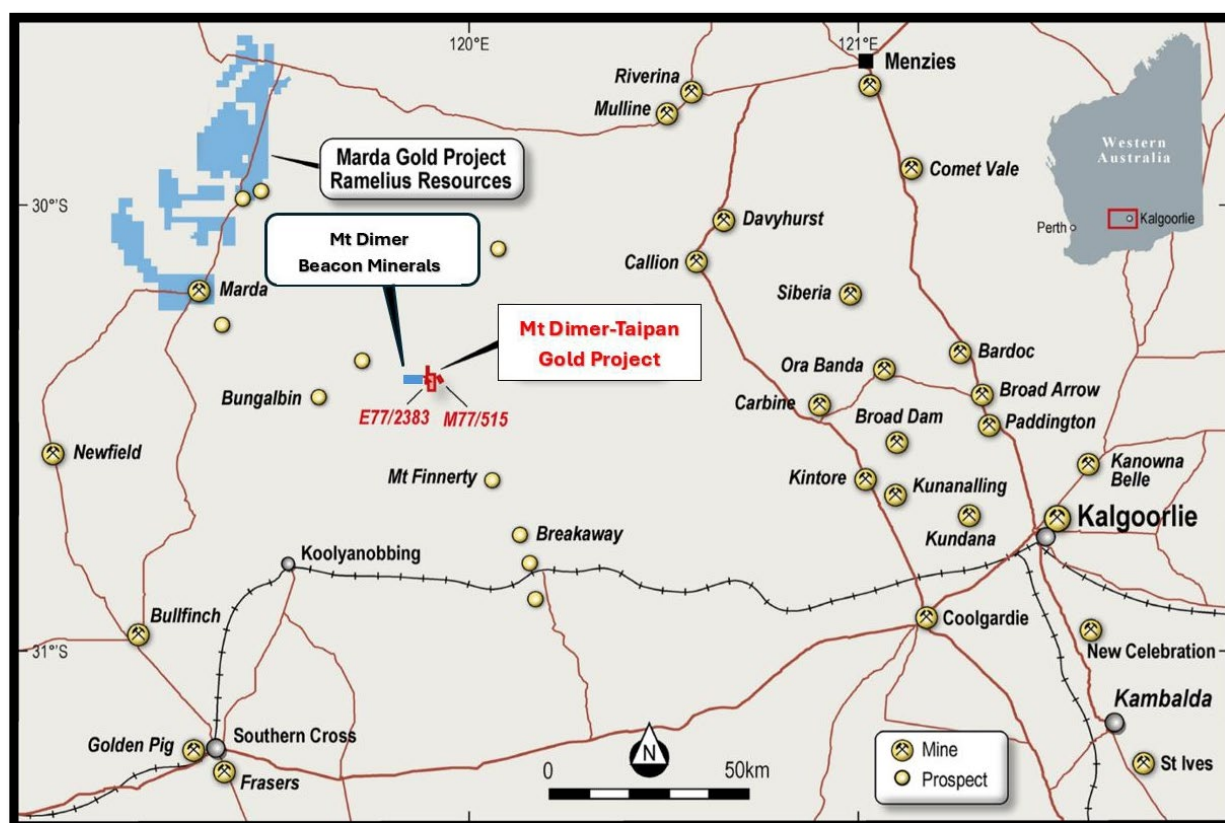 120°E
121°E
Menzies
Riverina
Mulline
Western
Australia
Perth
Kalgoorlie
Marda Gold Project
Ramelius Resources
Comet Vale
30°'S
Davyhurst
Mt Dimer
Beacon Minerals
Callion
Marda
Siberia
Mt Dimer-Taipan
Gold Project
Bardoc
Ora Banda
Bungalbin
E77/2383
M77/515
Carbine
Broad Arrow
Broad Dam
Paddington
Newfield
Mt Finnerty
Kintore
Kanowna
Belle
Kunanalling
Kalgoorlie
Kundana
Breakaway
Koolyanobbing
Bullfinch
Coolgardie
31°'S
New Celebration
Kambalda
Golden Pig
Southern Cross
Frasers
N
0 50km
Mine
Prospect
St Ives